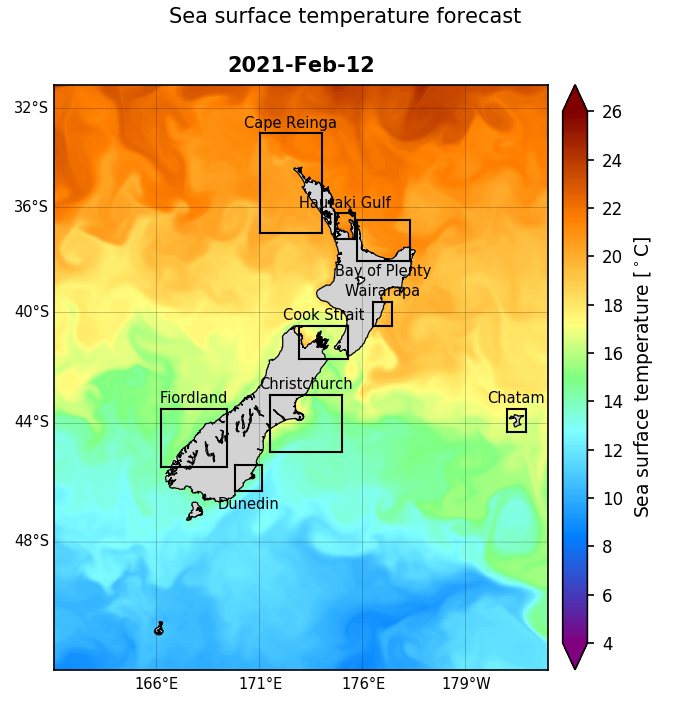 Sea surface temperature forecast
2021-Feb-12
32°S
36°S
40°S
44°S
48°S
Cape Reinga
Hauraki Gulf
Bay of Plenty
Wairarapa
Cook Strait
Christchurch
Fiordland
Chatam
Dunedin
166°E 171°E 176°E 179°W
26
24
22
20
18
16
14
12
10
8
6
4
Sea surface temperature [°C]